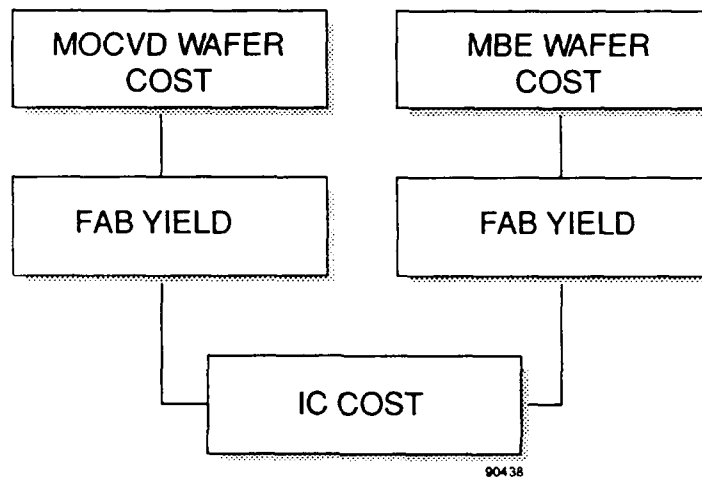 MOCVD WAFER
COST
MBE WAFER
COST
FAB YIELD
FAB YIELD
IC COST
90438